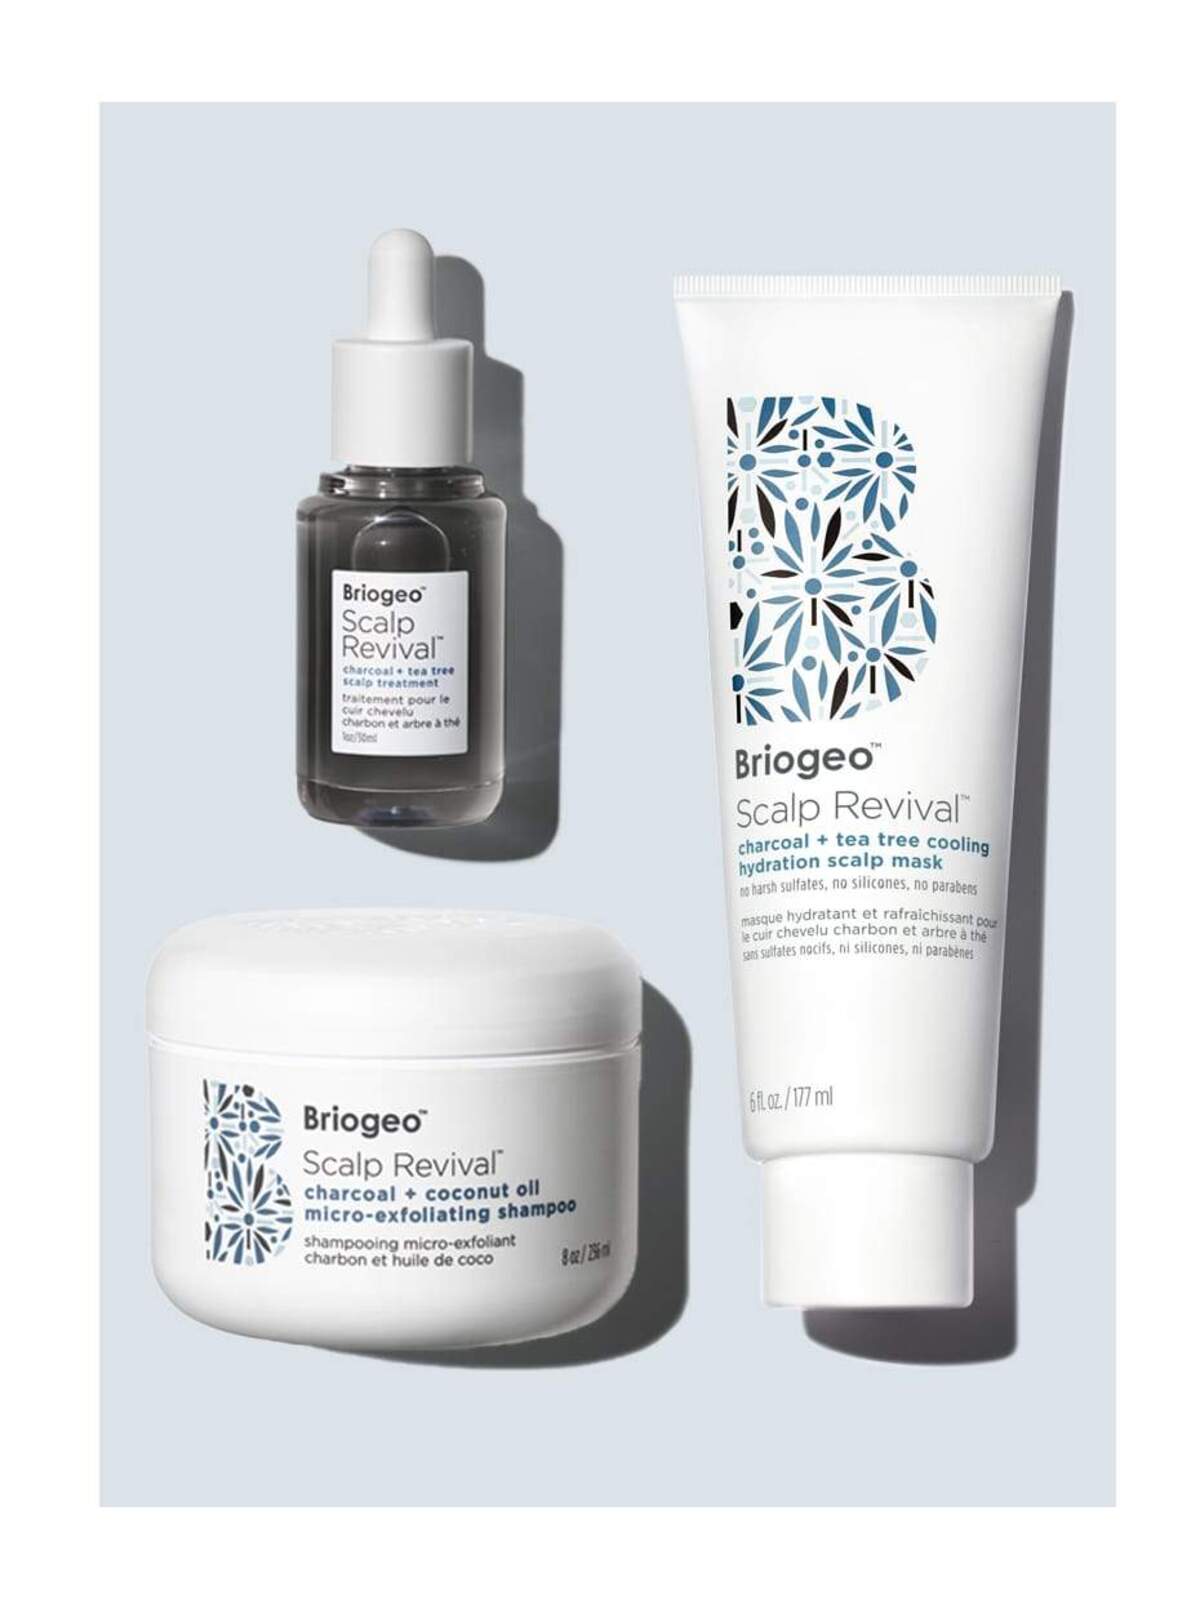 Briogeo™
Scalp
Revival™
charcoal + tea tree
scalp treatment
traitement pour le
cuir chevelu
charbon et arbre à thé
1oz/30ml
Briogeo™
Scalp Revival™
charcoal + tea tree cooling
hydration scalp mask
no harsh sulfates, no silicones, no parabens
masque hydratant et rafraîchissant pour
le cuir chevelu charbon et arbre à thé
sans sulfates nocifs, ni silicones, ni parabènes
6 fl. oz. / 177 ml
Briogeo™
Scalp Revival™
charcoal + coconut oil
micro-exfoliating shampoo
shampooing micro-exfoliant
charbon et huile de coco
8 oz / 236 ml